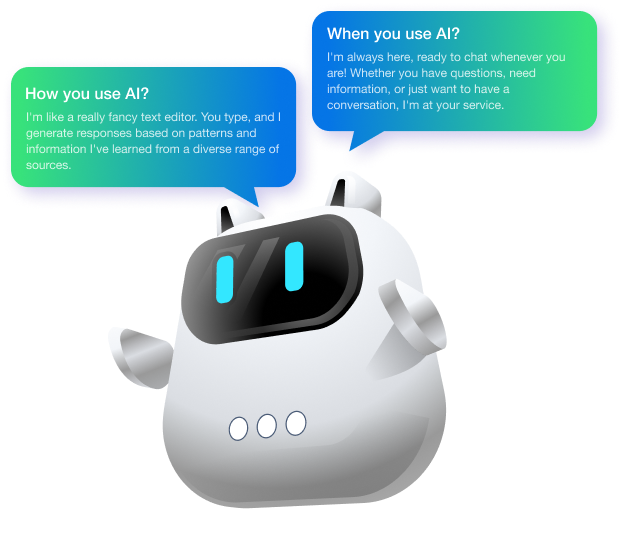 When you use AI?
I'm always here, ready to chat whenever you
are! Whether you have questions, need
information, or just want to have a
conversation, I'm at your service.
How you use AI?
I'm like a really fancy text editor. You type, and I
generate responses based on patterns and
information I've learned from a diverse range of
sources.